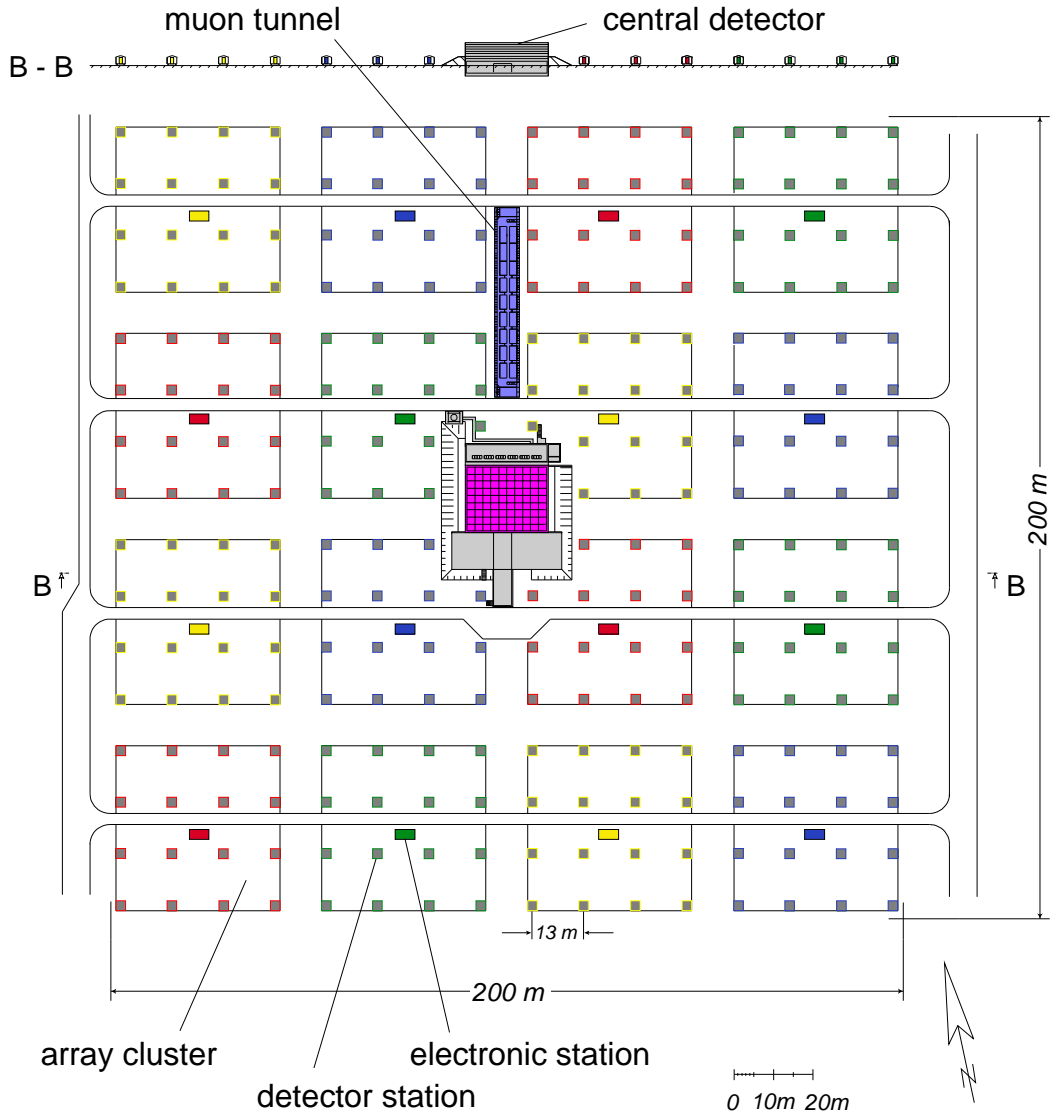 muon tunnel
central detector
B - B
200 m
B
B
13 m
200 m
array cluster
electronic station
detector station
0 10m 20m